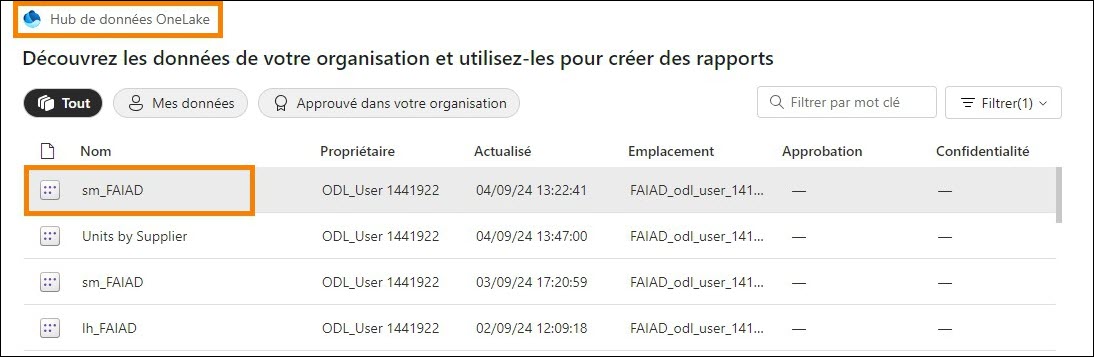 Hub de données OneLake
Découvrez les données de votre organisation et utilisez-les pour créer des rapports
Tout Mes données Approuvé dans votre organisation Filtrer par mot clé Filtrer(1)
Nom Propriétaire Actualisé Emplacement Approbation Confidentialité
sm_FAIAD ODL_User 1441922 04/09/24 13:22:41 FAIAD_odl_user_141... — —
Units by Supplier ODL_User 1441922 04/09/24 13:47:00 FAIAD_odl_user_141... — —
sm_FAIAD ODL_User 1441922 03/09/24 17:20:59 FAIAD_odl_user_141... — —
lh_FAIAD ODL_User 1441922 02/09/24 12:09:18 FAIAD_odl_user_141... — —